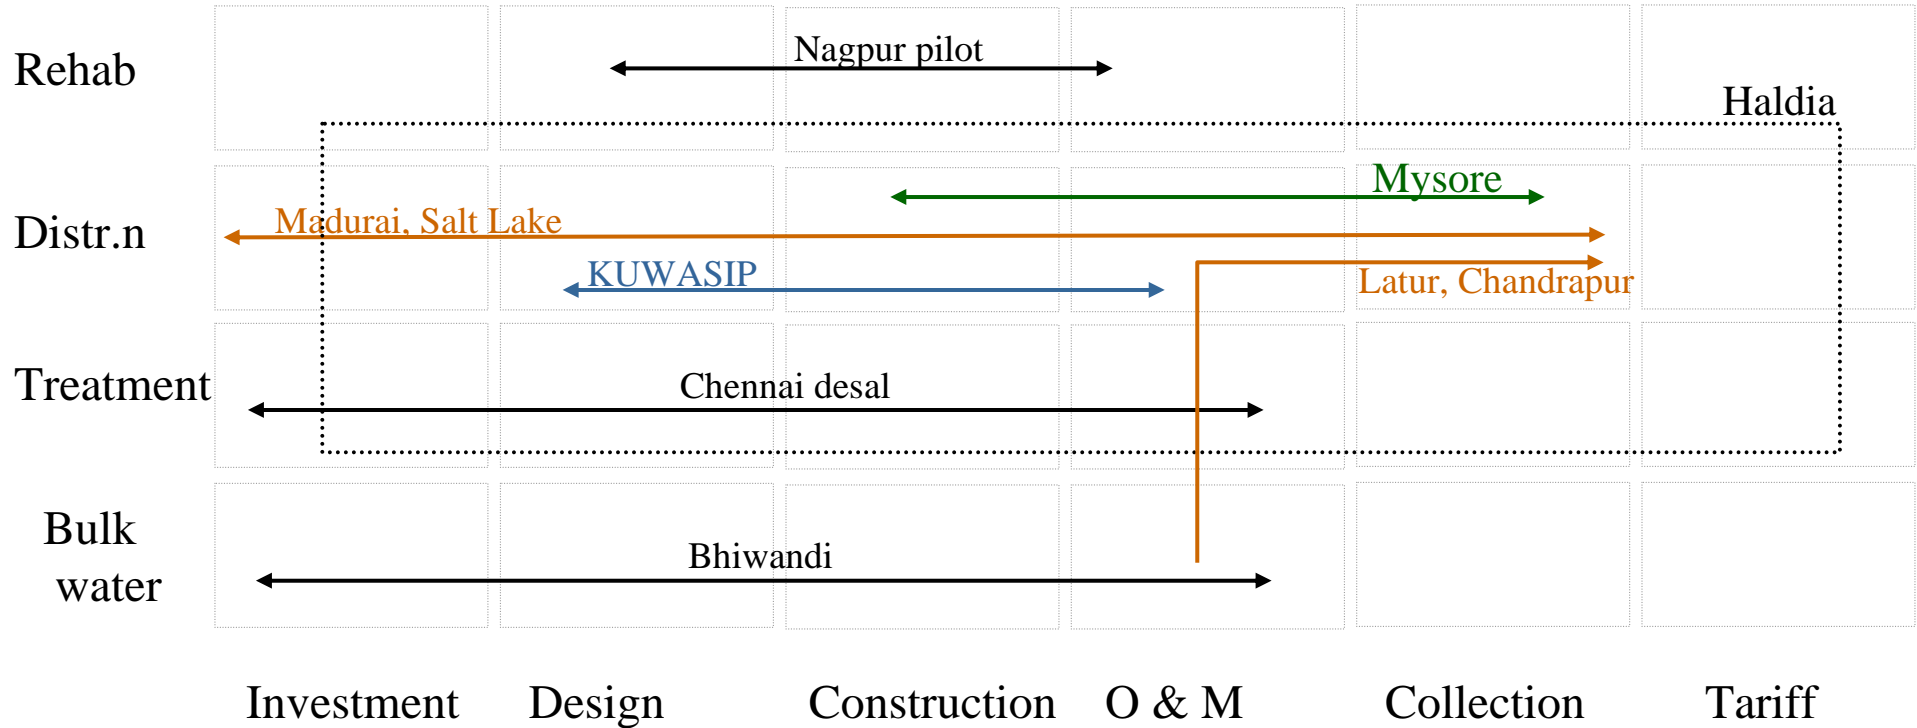 Nagpur pilot
Rehab
Haldia
Mysore
Madurai, Salt Lake
Distr.n
KUWASIP
Latur, Chandrapur
Treatment
Chennai desal
Bulk
water
Bhiwandi
Investment Design Construction O & M Collection Tariff